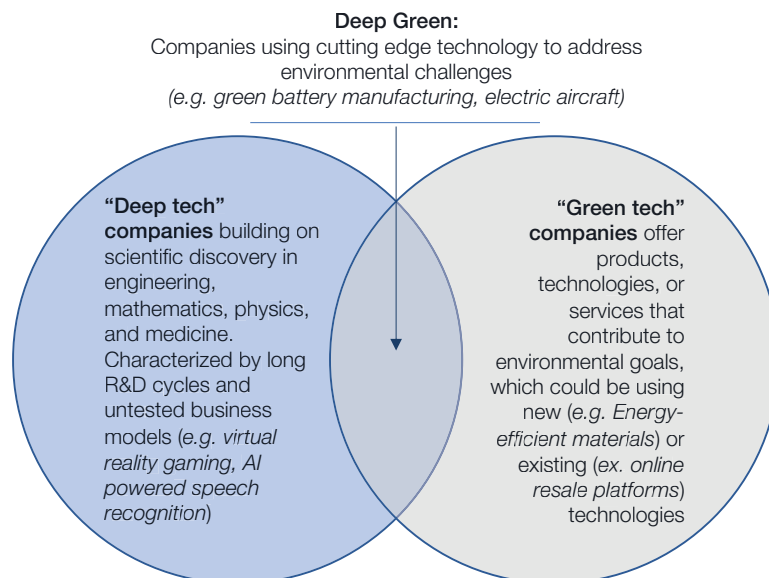 Deep Green:
Companies using cutting edge technology to address
environmental challenges
(e.g. green battery manufacturing, electric aircraft)
“Deep tech”
companies building on
scientific discovery in
engineering,
mathematics, physics,
and medicine.
Characterized by long
R&D cycles and
untested business
models (e.g. virtual
reality gaming, AI
powered speech
recognition)
“Green tech”
companies offer
products,
technologies, or
services that
contribute to
environmental goals,
which could be using
new (e.g. Energy-
efficient materials) or
existing (ex. online
resale platforms)
technologies